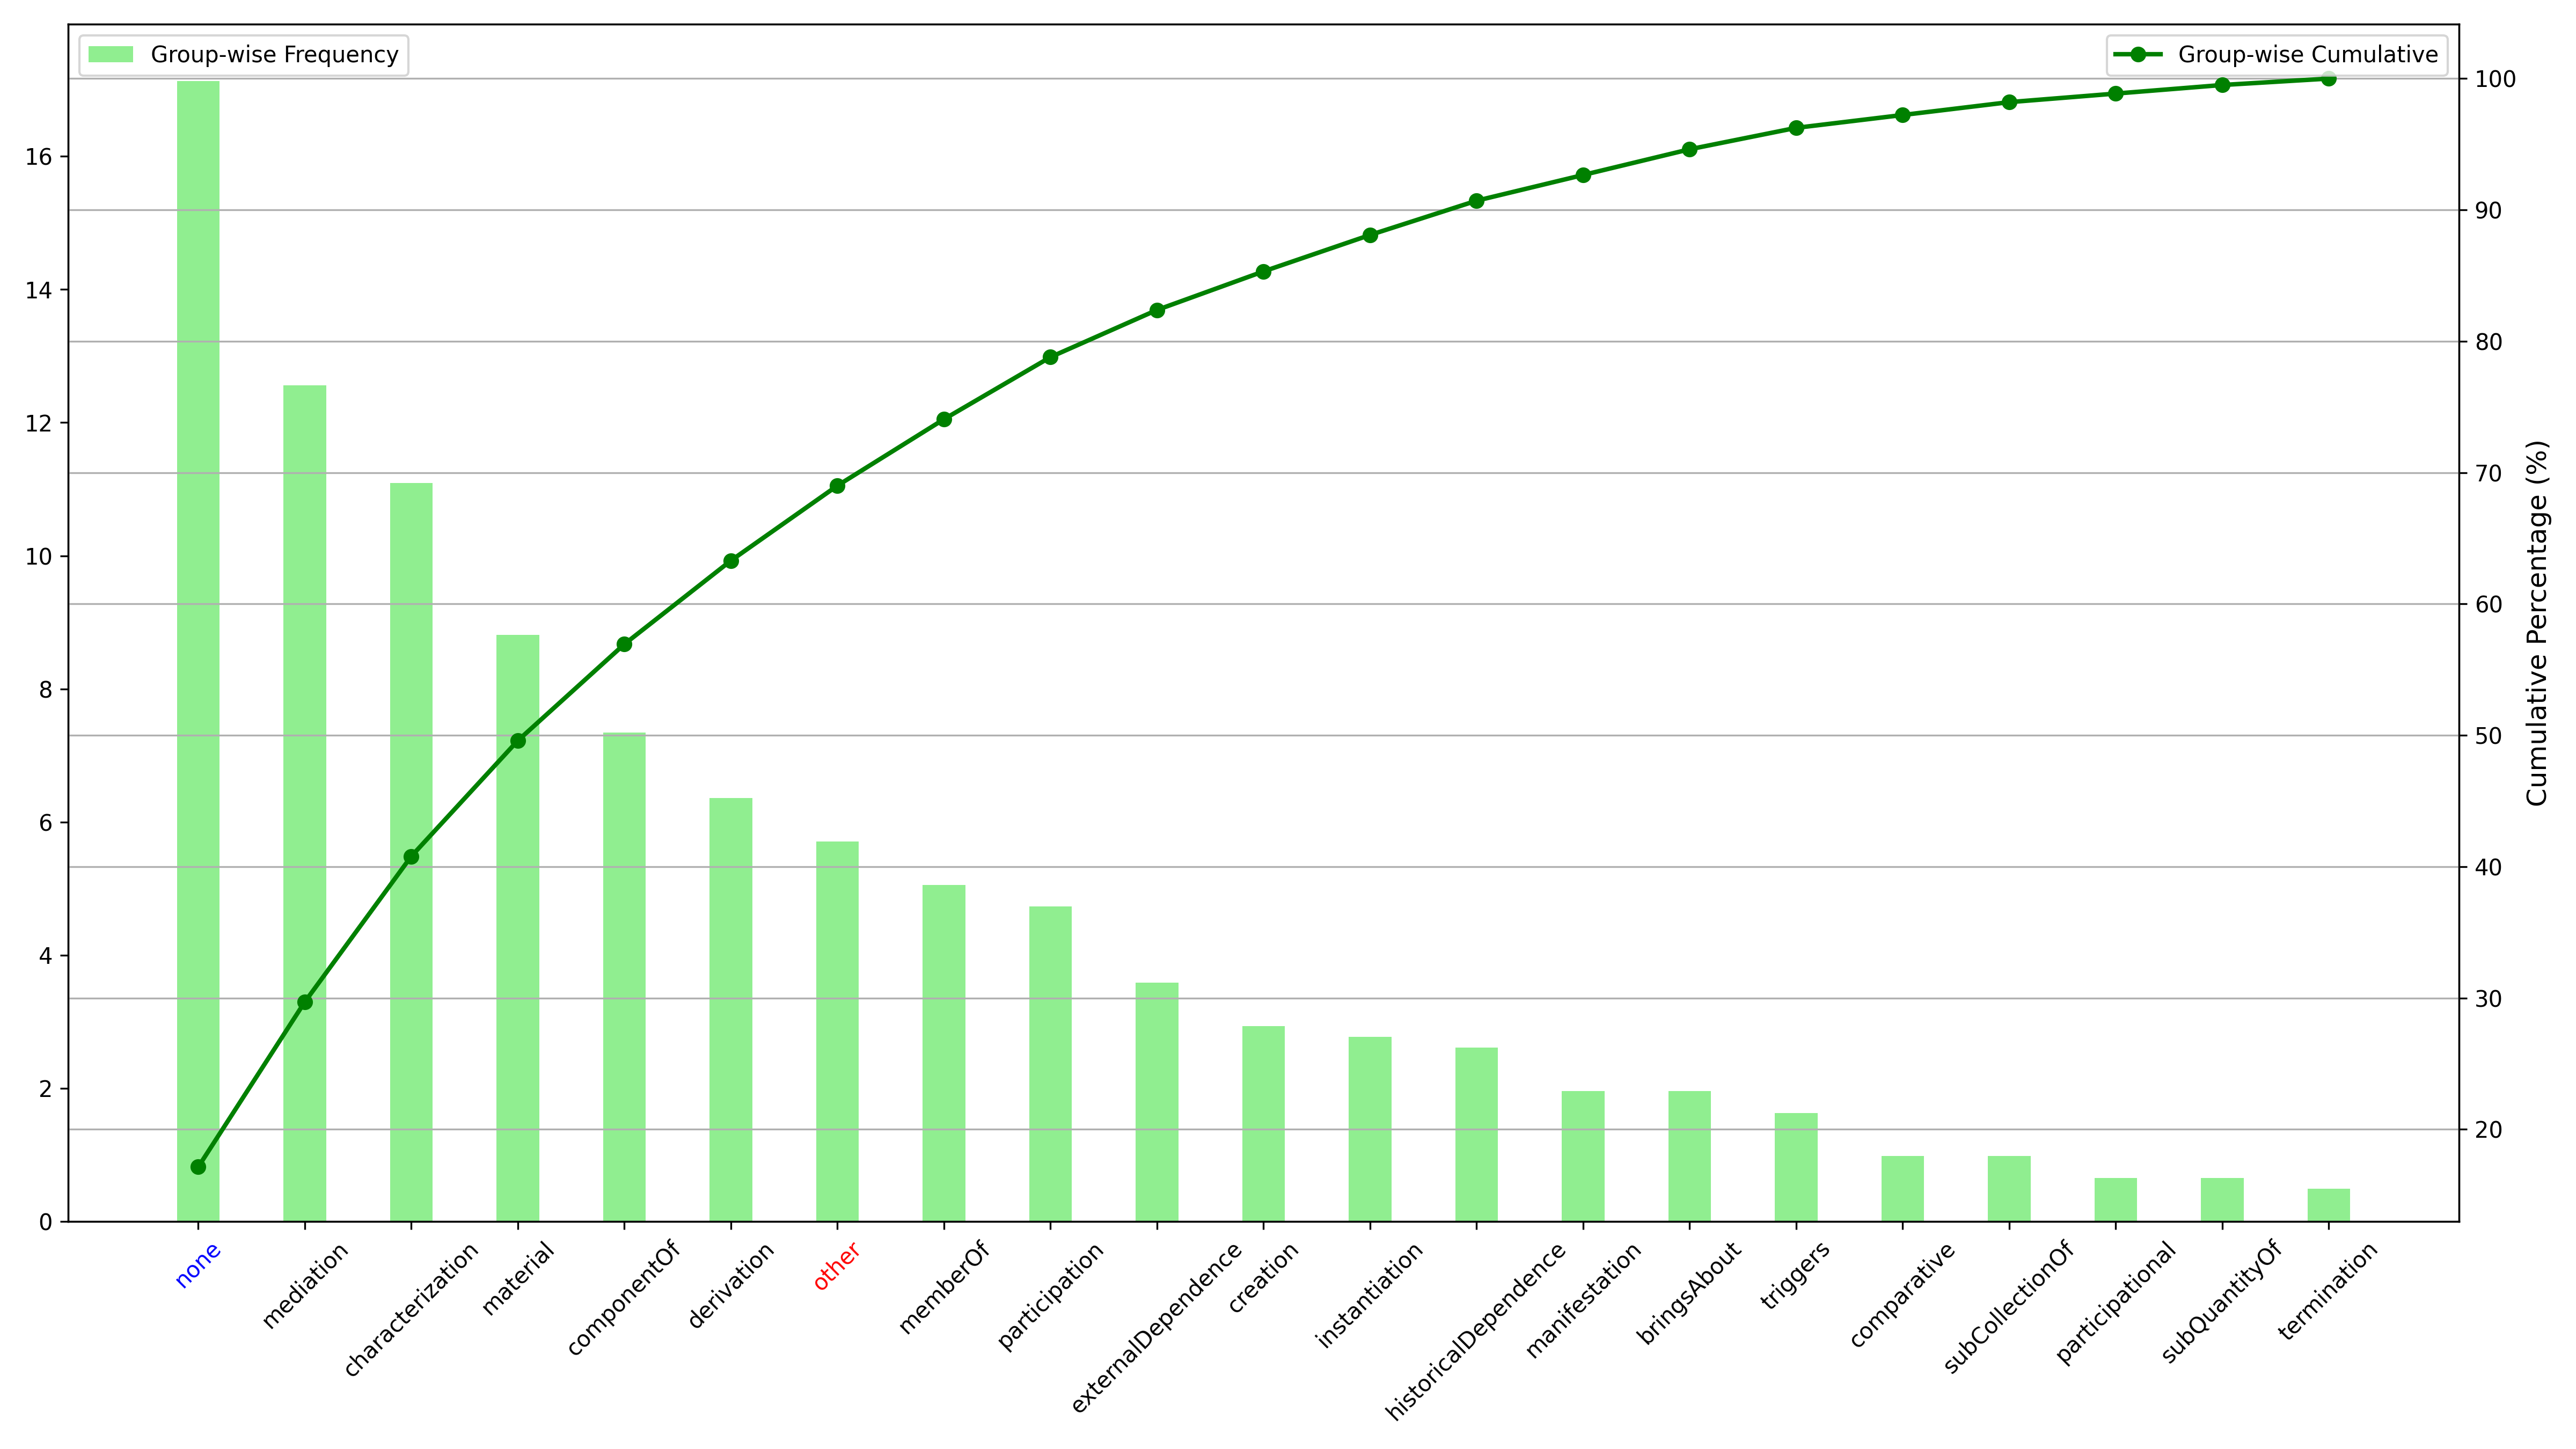 Group-wise Frequency
Group-wise Cumulative
16
14
12
10
8
6
4
2
0
100
90
80
70
60
50
40
30
20
Cumulative Percentage (%)
none
mediation
characterization
material
componentOf
derivation
other
memberOf
participation
externalDependence
creation
instantiation
historicalDependence
manifestation
bringsAbout
triggers
comparative
subCollectionOf
participational
subQuantityOf
termination